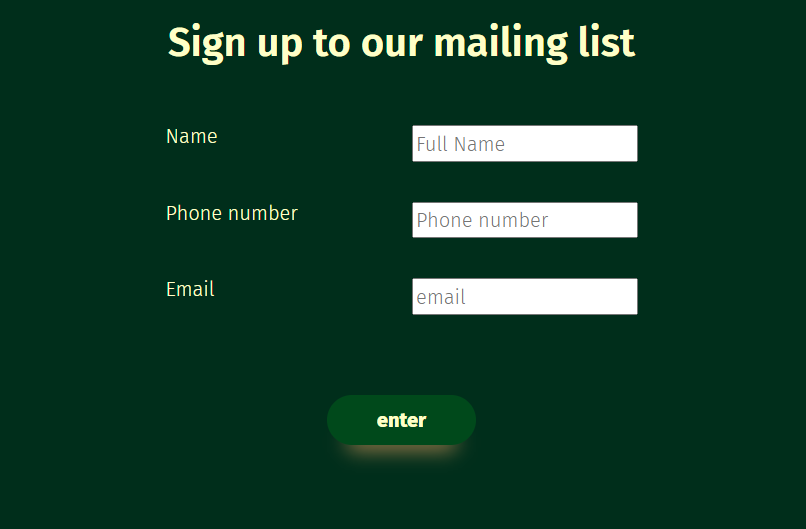 Sign up to our mailing list
Name
Full Name
Phone number
Phone number
Email
email
enter